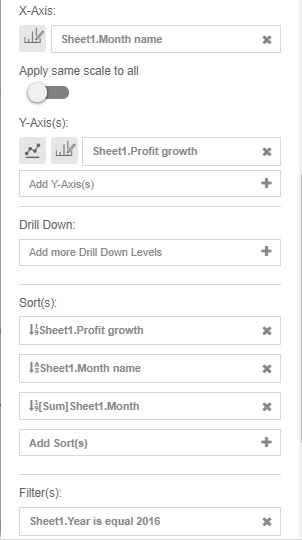 X-Axis:
Sheet1.Month name
Apply same scale to all
Y-Axis(s):
Sheet1.Profit growth
Add Y-Axis(s)
Drill Down:
Add more Drill Down Levels
Sort(s):
Sheet1.Profit growth
Sheet1.Month name
[Sum]Sheet1.Month
Add Sort(s)
Filter(s):
Sheet1.Year is equal 2016